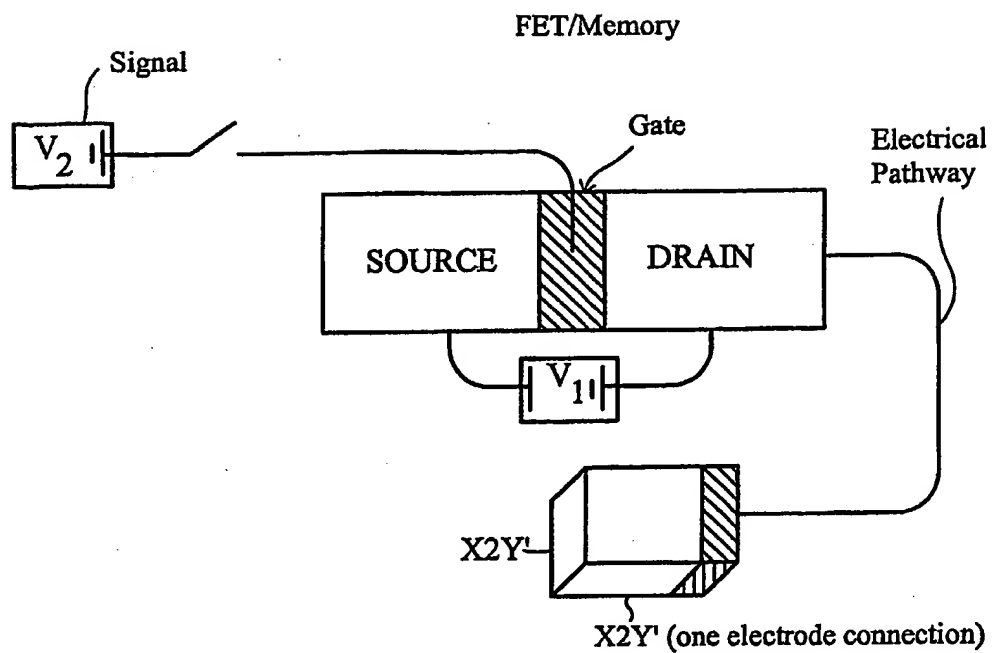 FET/Memory
Signal
V2
Gate
Electrical
Pathway
SOURCE
DRAIN
V1
X2Y'
X2Y' (one electrode connection)